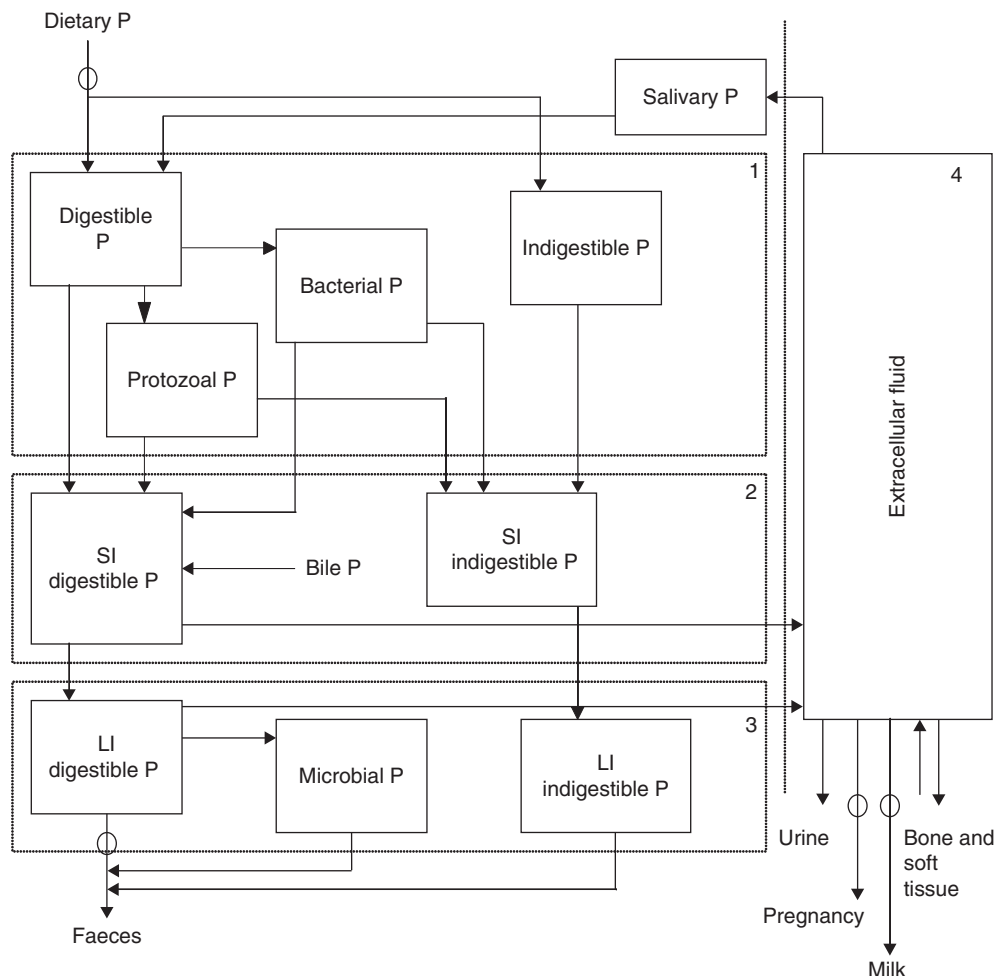 Dietary P
Salivary P
1
4
Digestible
P
Indigestible P
Bacterial P
Protozoal P
Extracellular fluid
2
SI
digestible P
SI
indigestible P
Bile P
3
LI
digestible P
Microbial P
LI
indigestible P
Urine
Bone and
soft
tissue
Pregnancy
Faeces
Milk